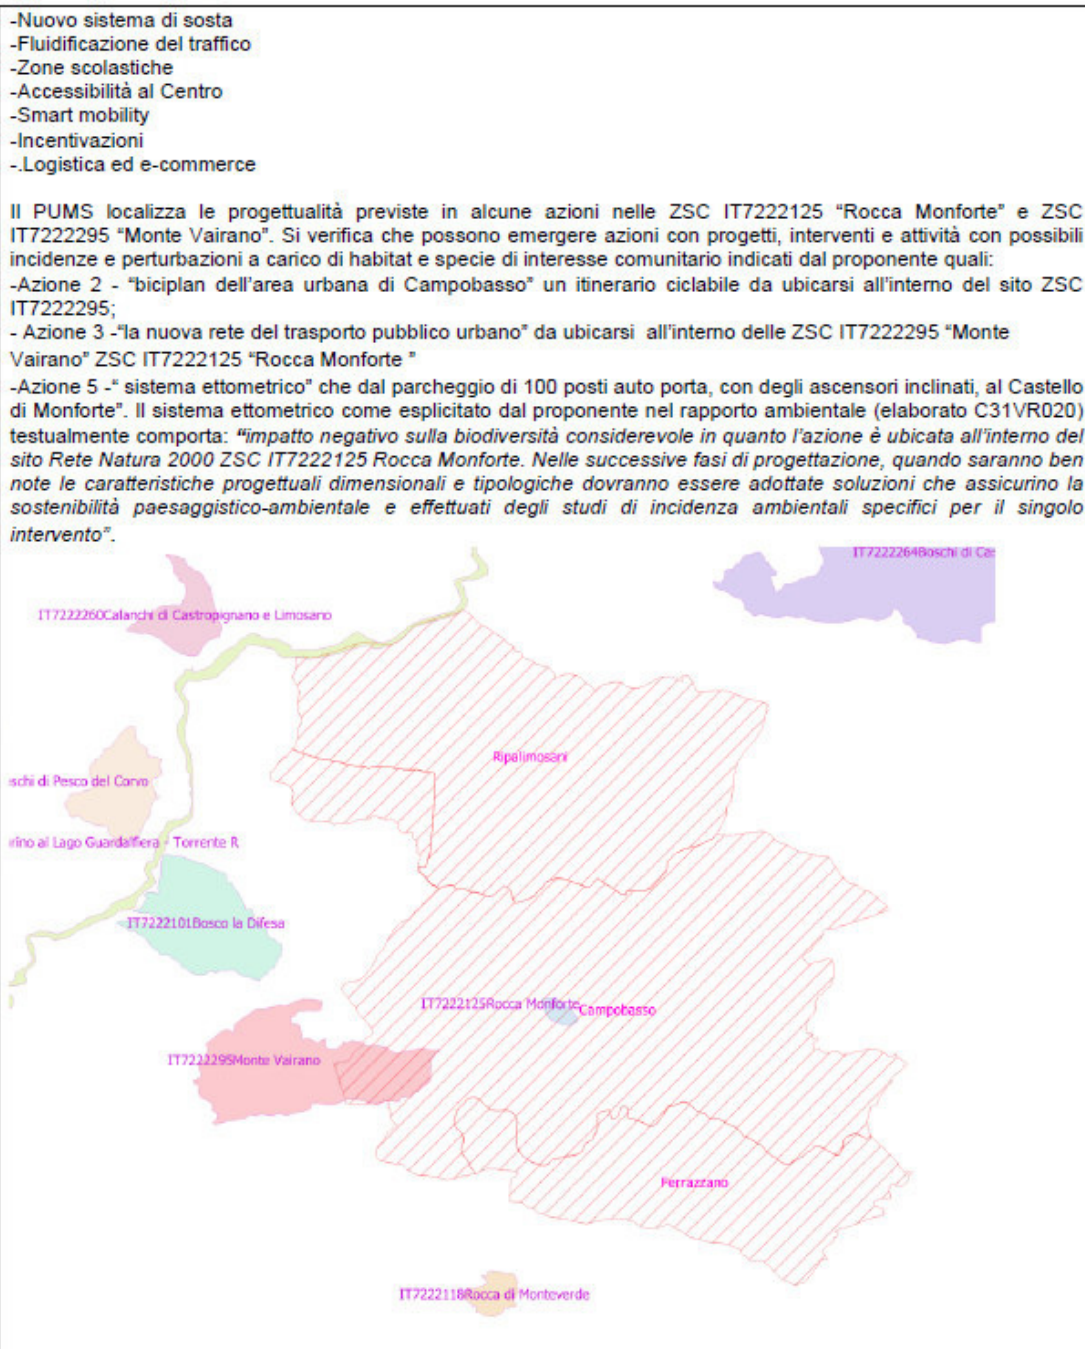 -Nuovo sistema di sosta
-Fluidificazione del traffico
-Zone scolastiche
-Accessibilità al Centro
-Smart mobility
-Incentivazioni
-.Logistica ed e-commerce
Il PUMS localizza le progettualità previste in alcune azioni nelle ZSC IT7222125 “Rocca Monforte” e ZSC
IT7222295 “Monte Vairano”. Si verifica che possono emergere azioni con progetti, interventi e attività con possibili
incidenze e perturbazioni a carico di habitat e specie di interesse comunitario indicati dal proponente quali:
-Azione 2 - “biciplan dell’area urbana di Campobasso” un itinerario ciclabile da ubicarsi all’interno del sito ZSC
IT7222295;
- Azione 3 -“la nuova rete del trasporto pubblico urbano” da ubicarsi all’interno delle ZSC IT7222295 “Monte
Vairano” ZSC IT7222125 “Rocca Monforte ”
-Azione 5 -“ sistema ettometrico” che dal parcheggio di 100 posti auto porta, con degli ascensori inclinati, al Castello
di Monforte”. Il sistema ettometrico come esplicitato dal proponente nel rapporto ambientale (elaborato C31VR020)
testualmente comporta: “impatto negativo sulla biodiversità considerevole in quanto l’azione è ubicata all’interno del
sito Rete Natura 2000 ZSC IT7222125 Rocca Monforte. Nelle successive fasi di progettazione, quando saranno ben
note le caratteristiche progettuali dimensionali e tipologiche dovranno essere adottate soluzioni che assicurino la
sostenibilità paesaggistico-ambientale e effettuati degli studi di incidenza ambientali specifici per il singolo
intervento”.
IT7222264Boschi di Cas
IT7222260Calanchi di Castropignano e Limosano
Ripalimosani
schi di Pesco del Corvo
rino al Lago Guardalfiera - Torrente R
IT7222101Bosco la Difesa
IT7222125Rocca Monforte
Campobasso
IT7222295Monte Vairano
Ferrazzano
IT7222118Rocca di Monteverde